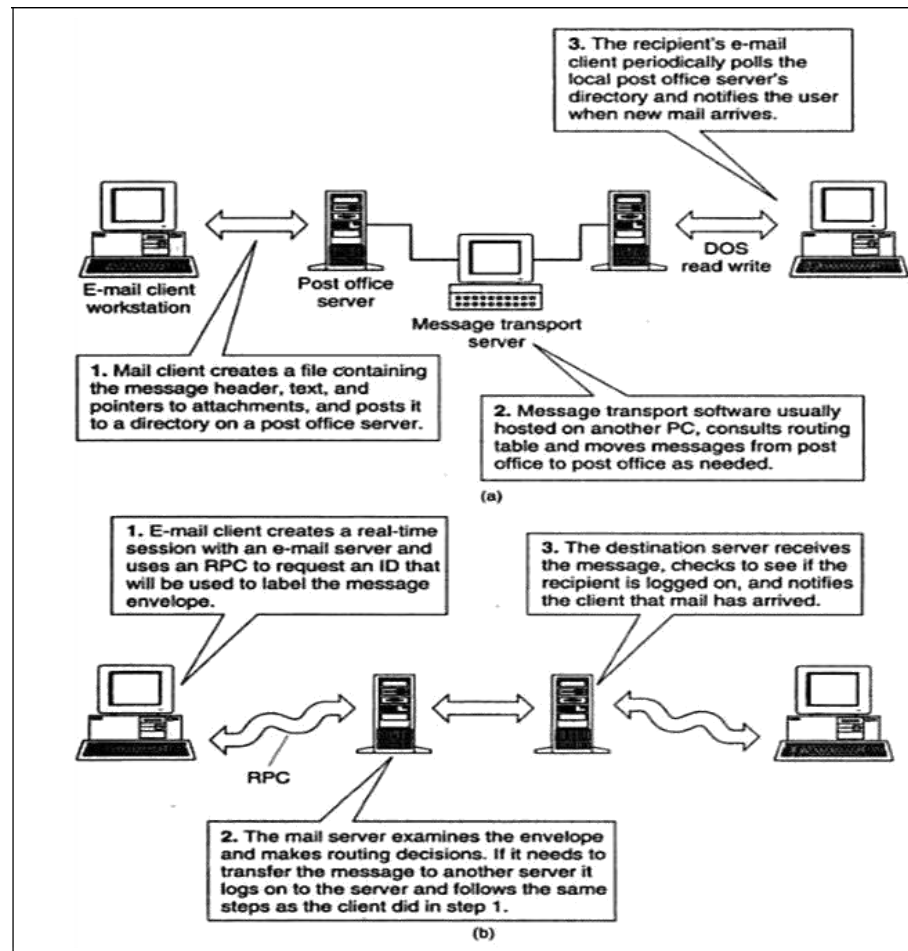 3. The recipient's e-mail
client periodically polls the
local post office server's
directory and notifies the user
when new mail arrives.
E-mail client
workstation
Post office
server
Message transport
server
DOS
read write
1. Mail client creates a file containing
the message header, text, and
pointers to attachments, and posts it
to a directory on a post office server.
2. Message transport software usually
hosted on another PC, consults routing
table and moves messages from post
office to post office as needed.
(a)
1. E-mail client creates a real-time
session with an e-mail server and
uses an RPC to request an ID that
will be used to label the message
envelope.
3. The destination server receives
the message, checks to see if the
recipient is logged on, and notifies
the client that mail has arrived.
RPC
2. The mail server examines the envelope
and makes routing decisions. If it needs to
transfer the message to another server it
logs on to the server and follows the same
steps as the client did in step 1.
(b)